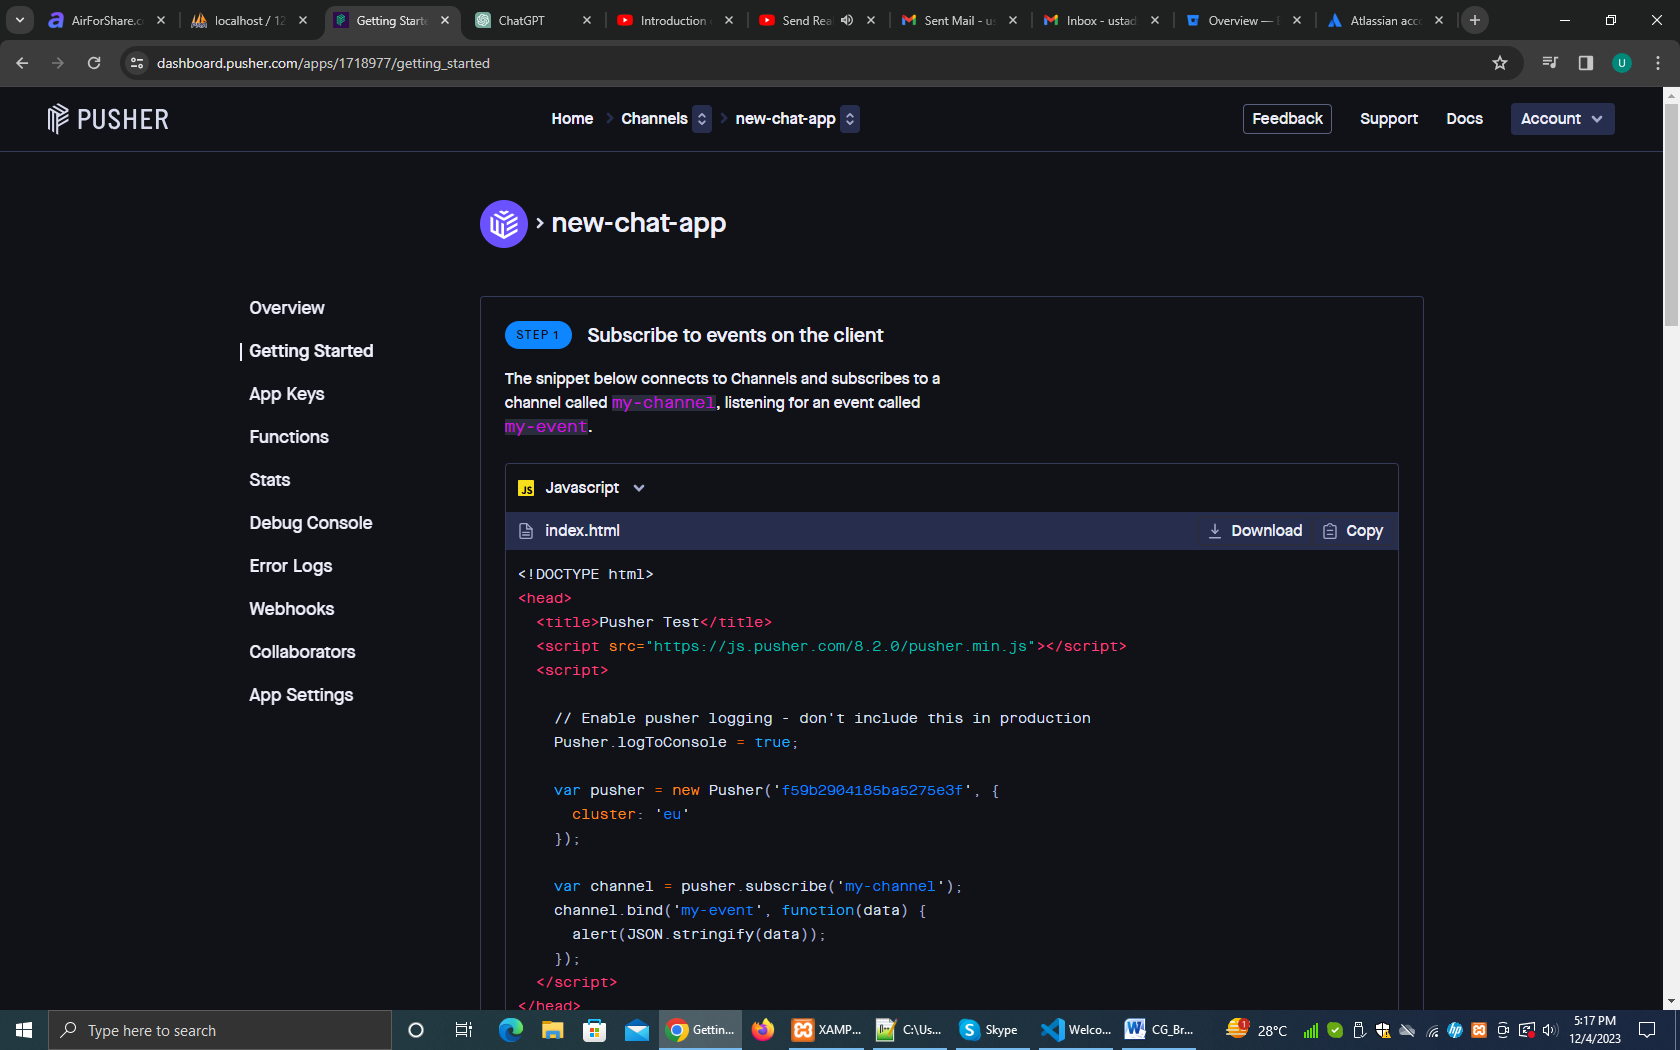 AirForShare.c
localhost / 12
Getting Starte
ChatGPT
Introduction
Send Rea
Sent Mail - us
Inbox - ustad
Overview —
Atlassian acc
dashboard.pusher.com/apps/1718977/getting_started
U
PUSHER
Home
Channels
new-chat-app
Feedback
Support
Docs
Account
new-chat-app
Overview
Getting Started
App Keys
Functions
Stats
Debug Console
Error Logs
Webhooks
Collaborators
App Settings
STEP 1
Subscribe to events on the client
The snippet below connects to Channels and subscribes to a
channel called my-channel, listening for an event called
my-event.
JS Javascript
index.html
Download
Copy
<!DOCTYPE html>
<head>
<title>Pusher Test</title>
<script src="https://js.pusher.com/8.2.0/pusher.min.js"></script>
<script>
// Enable pusher logging - don't include this in production
Pusher.logToConsole = true;
var pusher = new Pusher('f59b2904185ba5275e3f', {
cluster: 'eu'
});
var channel = pusher.subscribe('my-channel');
channel.bind('my-event', function(data) {
alert(JSON.stringify(data));
});
</script>
</head>
Type here to search
Gettin...
XAMP...
C:\Us...
Skype
Welco...
CG_Br...
28°C
5:17 PM
12/4/2023